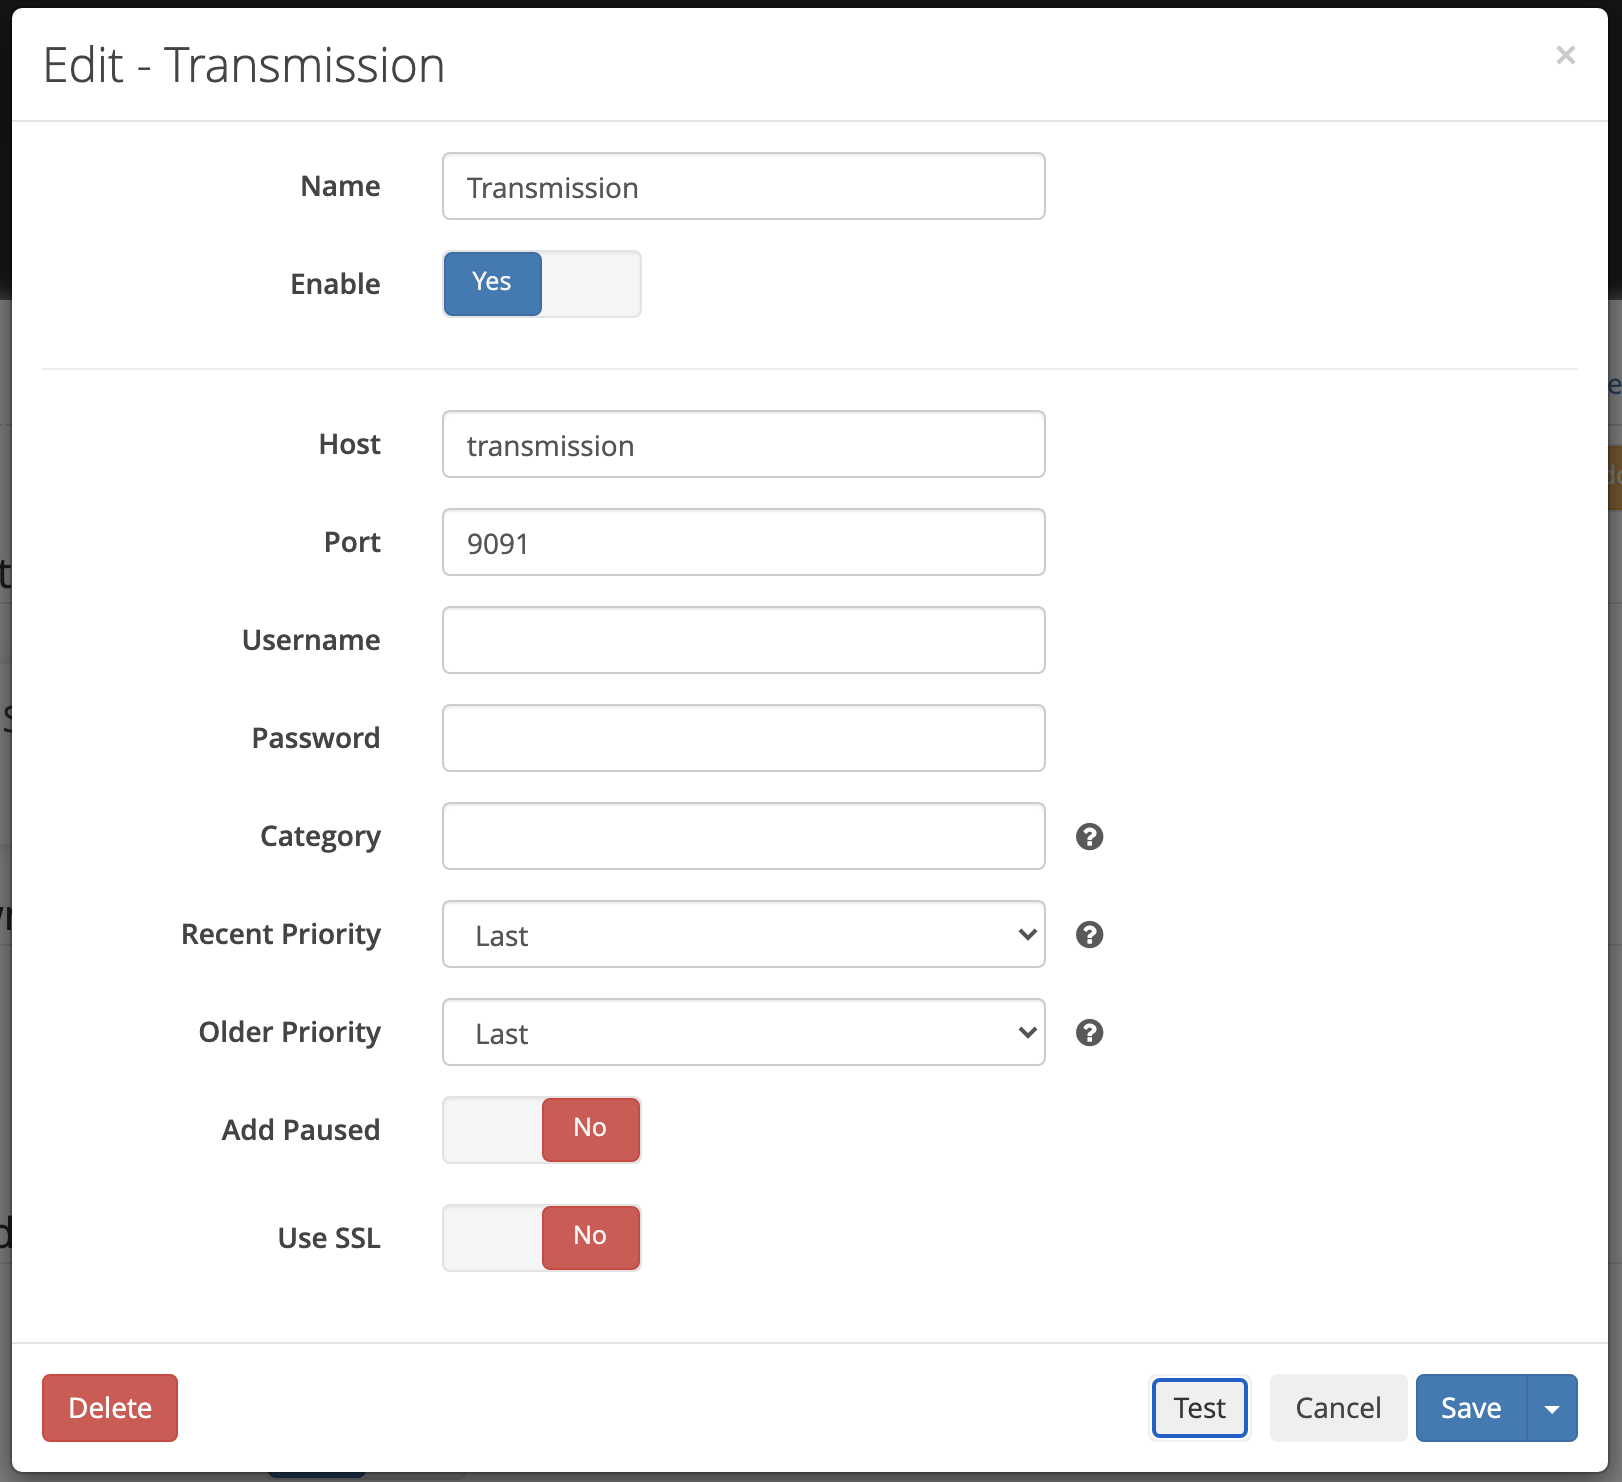 Edit - Transmission
×
Name
Transmission
Enable
Yes
Host
transmission
Port
9091
Username
Password
Category
Recent Priority
Last
Older Priority
Last
Add Paused
No
Use SSL
No
Delete
Test
Cancel
Save